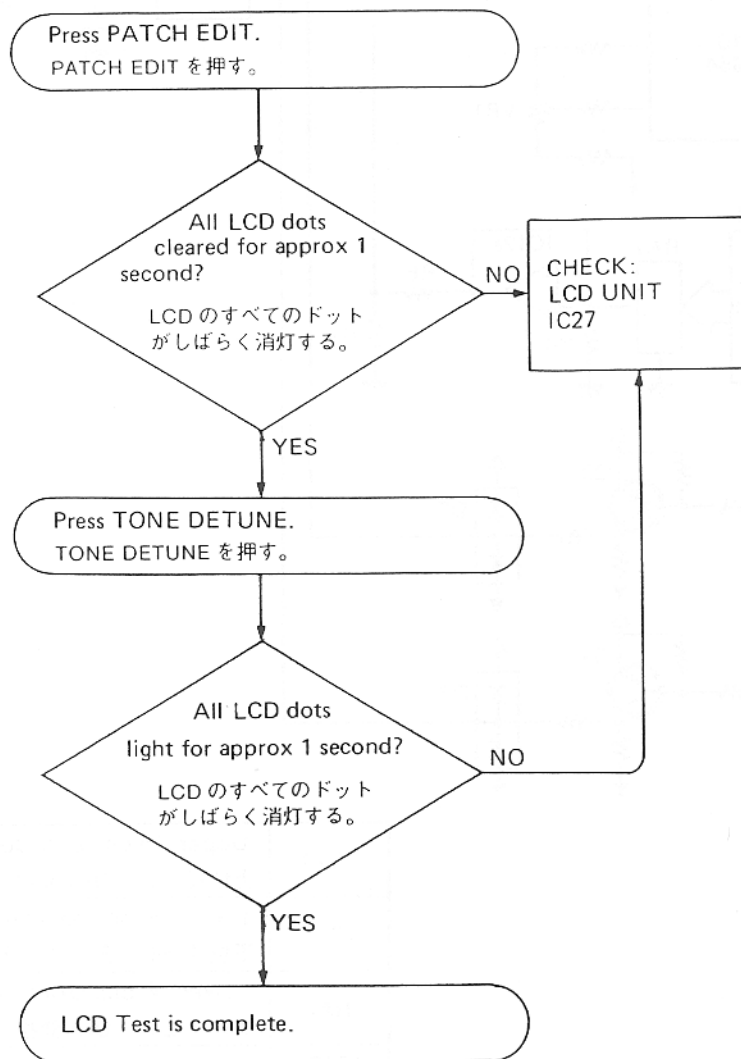 Press PATCH EDIT.
PATCH EDIT を押す。
All LCD dots
cleared for approx 1
second?
LCD のすべてのドット
がしばらく消灯する。
NO
CHECK:
LCD UNIT
IC27
YES
Press TONE DETUNE.
TONE DETUNE を押す。
All LCD dots
light for approx 1 second?
LCD のすべてのドット
がしばらく消灯する。
NO
YES
LCD Test is complete.